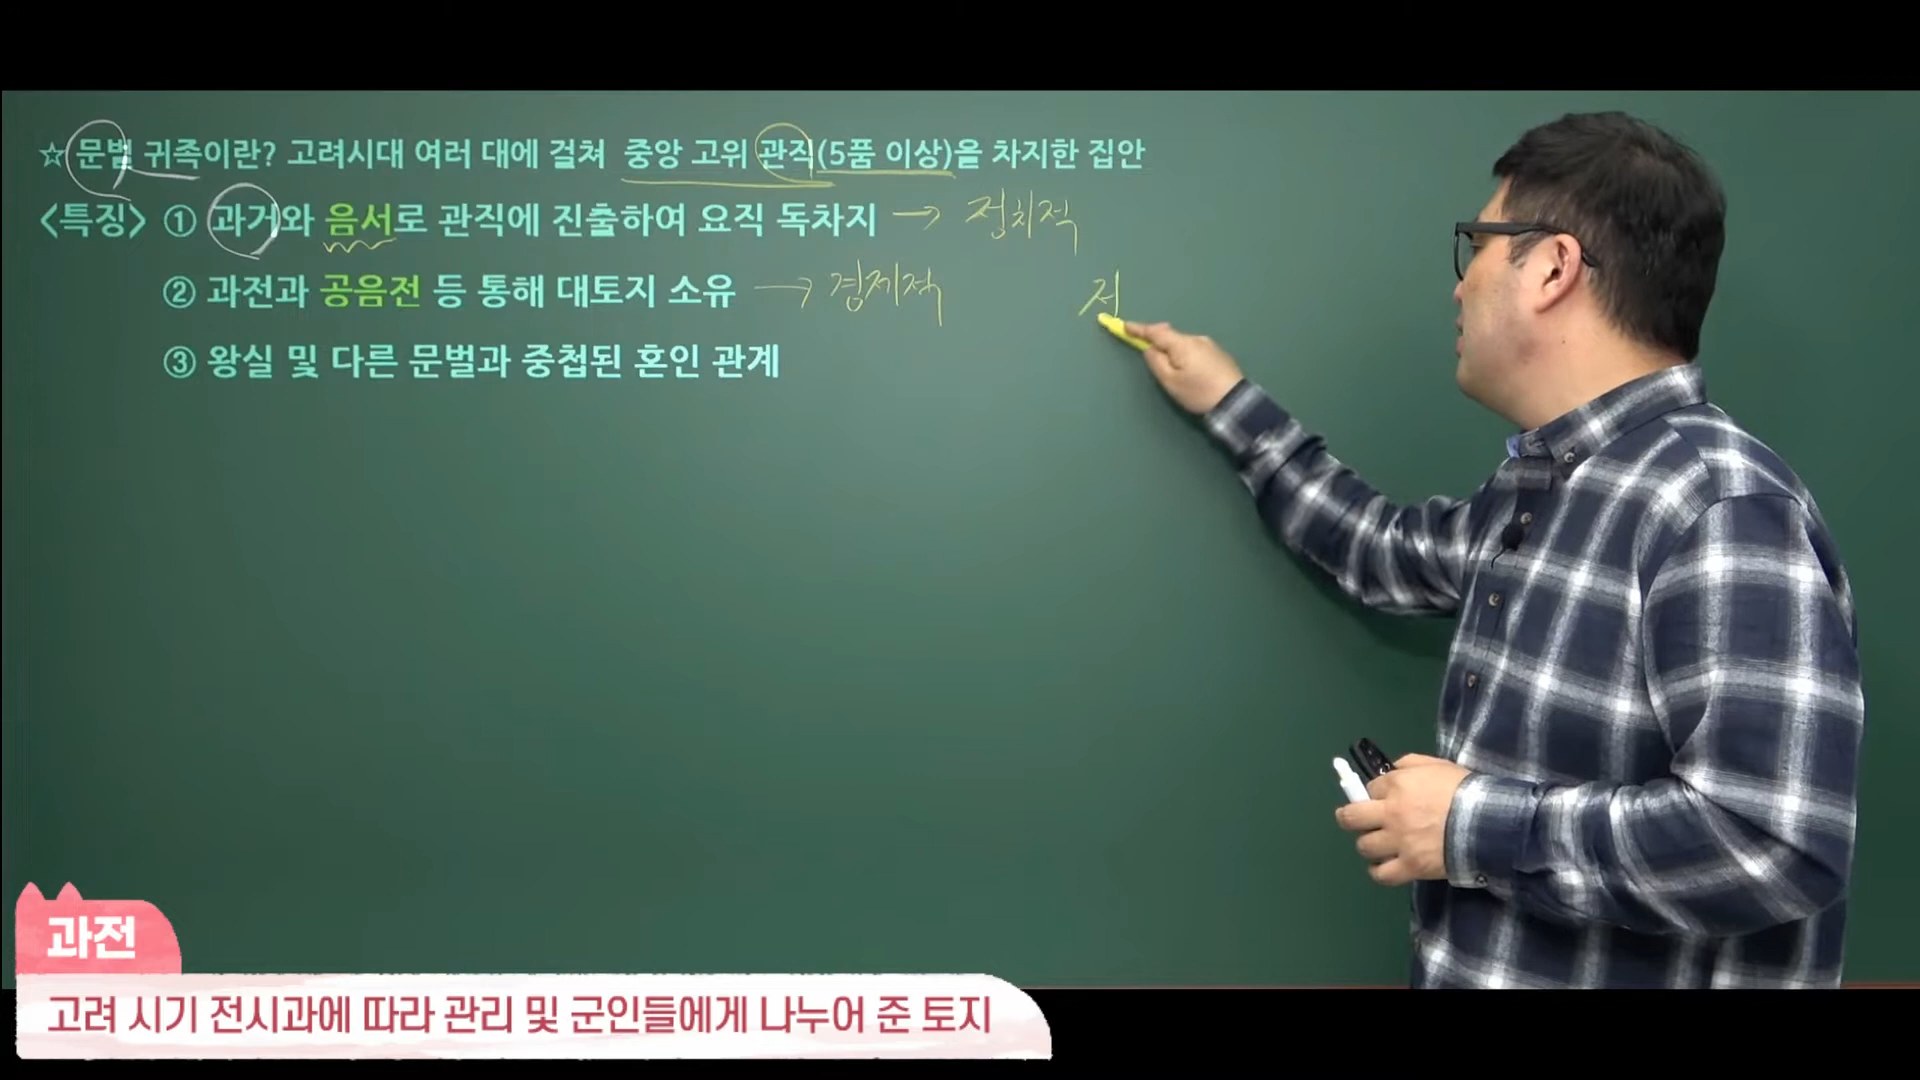 ☆ 문벌 귀족이란? 고려시대 여러 대에 걸쳐 중앙 고위 관직(5품 이상)을 차지한 집안
<특징> ① 과거와 음서로 관직에 진출하여 요직 독차지 → 정치적
② 과전과 공음전 등 통해 대토지 소유 → 경제적 전
③ 왕실 및 다른 문벌과 중첩된 혼인 관계
과전
고려 시기 전시과에 따라 관리 및 군인들에게 나누어 준 토지